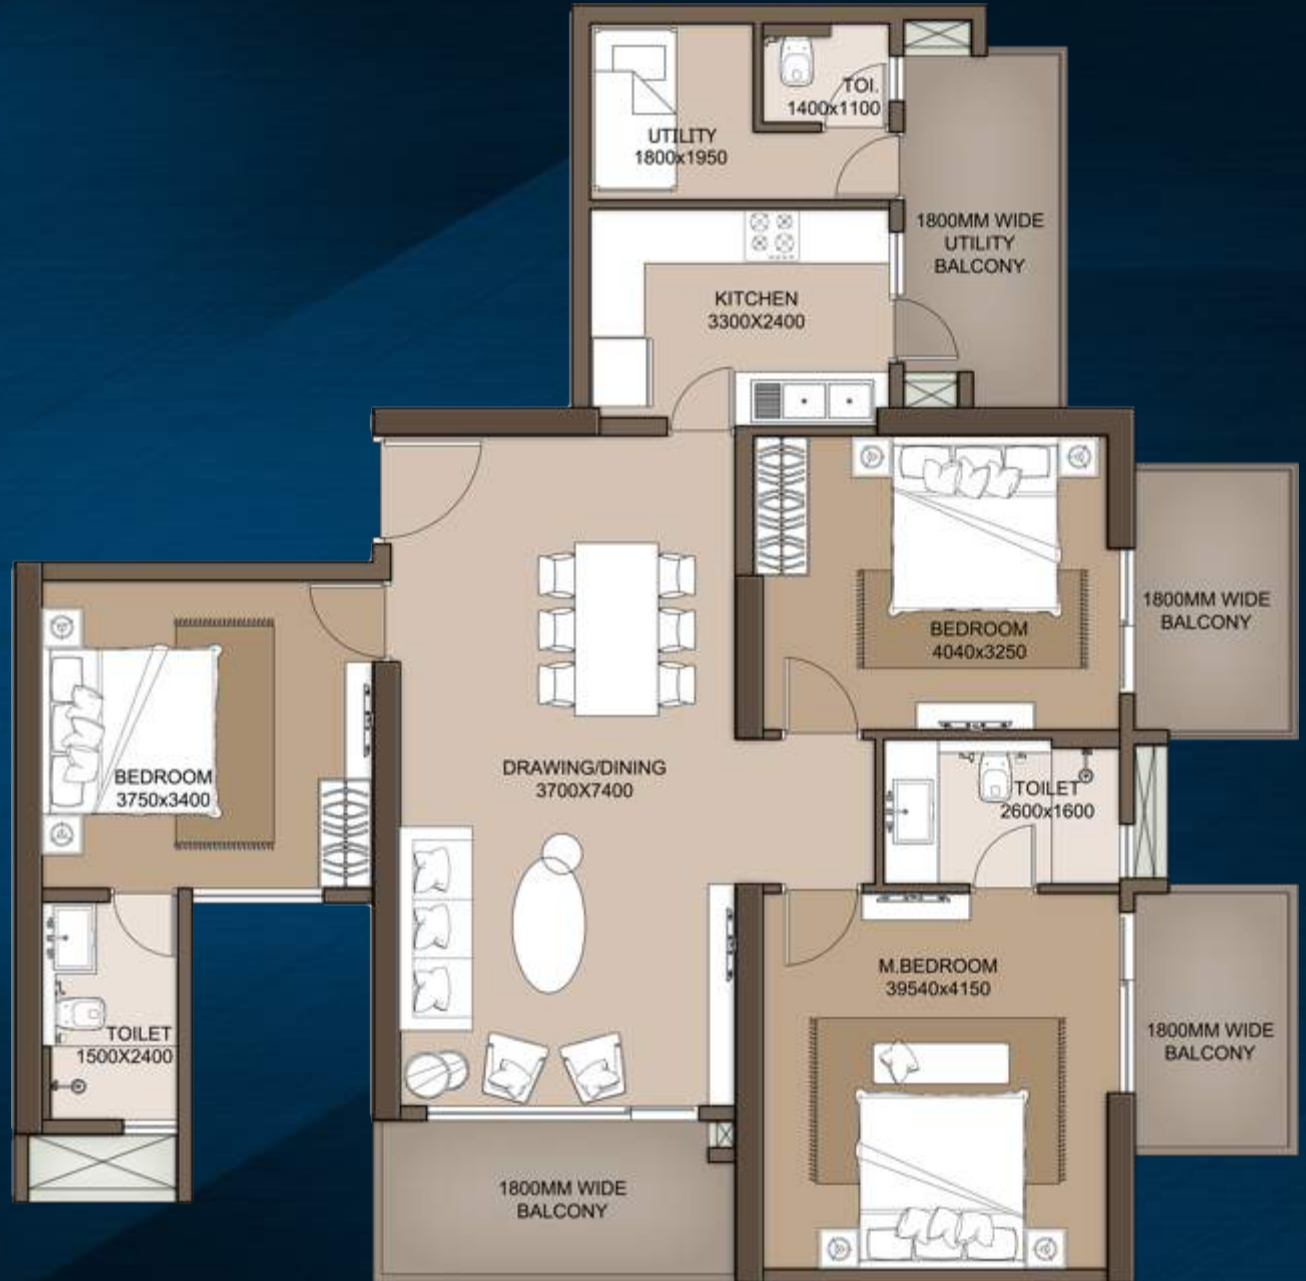 TOI.
1400x1100
UTILITY
1800x1950
1800MM WIDE
UTILITY
BALCONY
KITCHEN
3300X2400
1800MM WIDE
BALCONY
BEDROOM
4040x3250
BEDROOM
3750x3400
DRAWING/DINING
3700X7400
TOILET
2600x1600
M.BEDROOM
39540x4150
TOILET
1500X2400
1800MM WIDE
BALCONY
1800MM WIDE
BALCONY